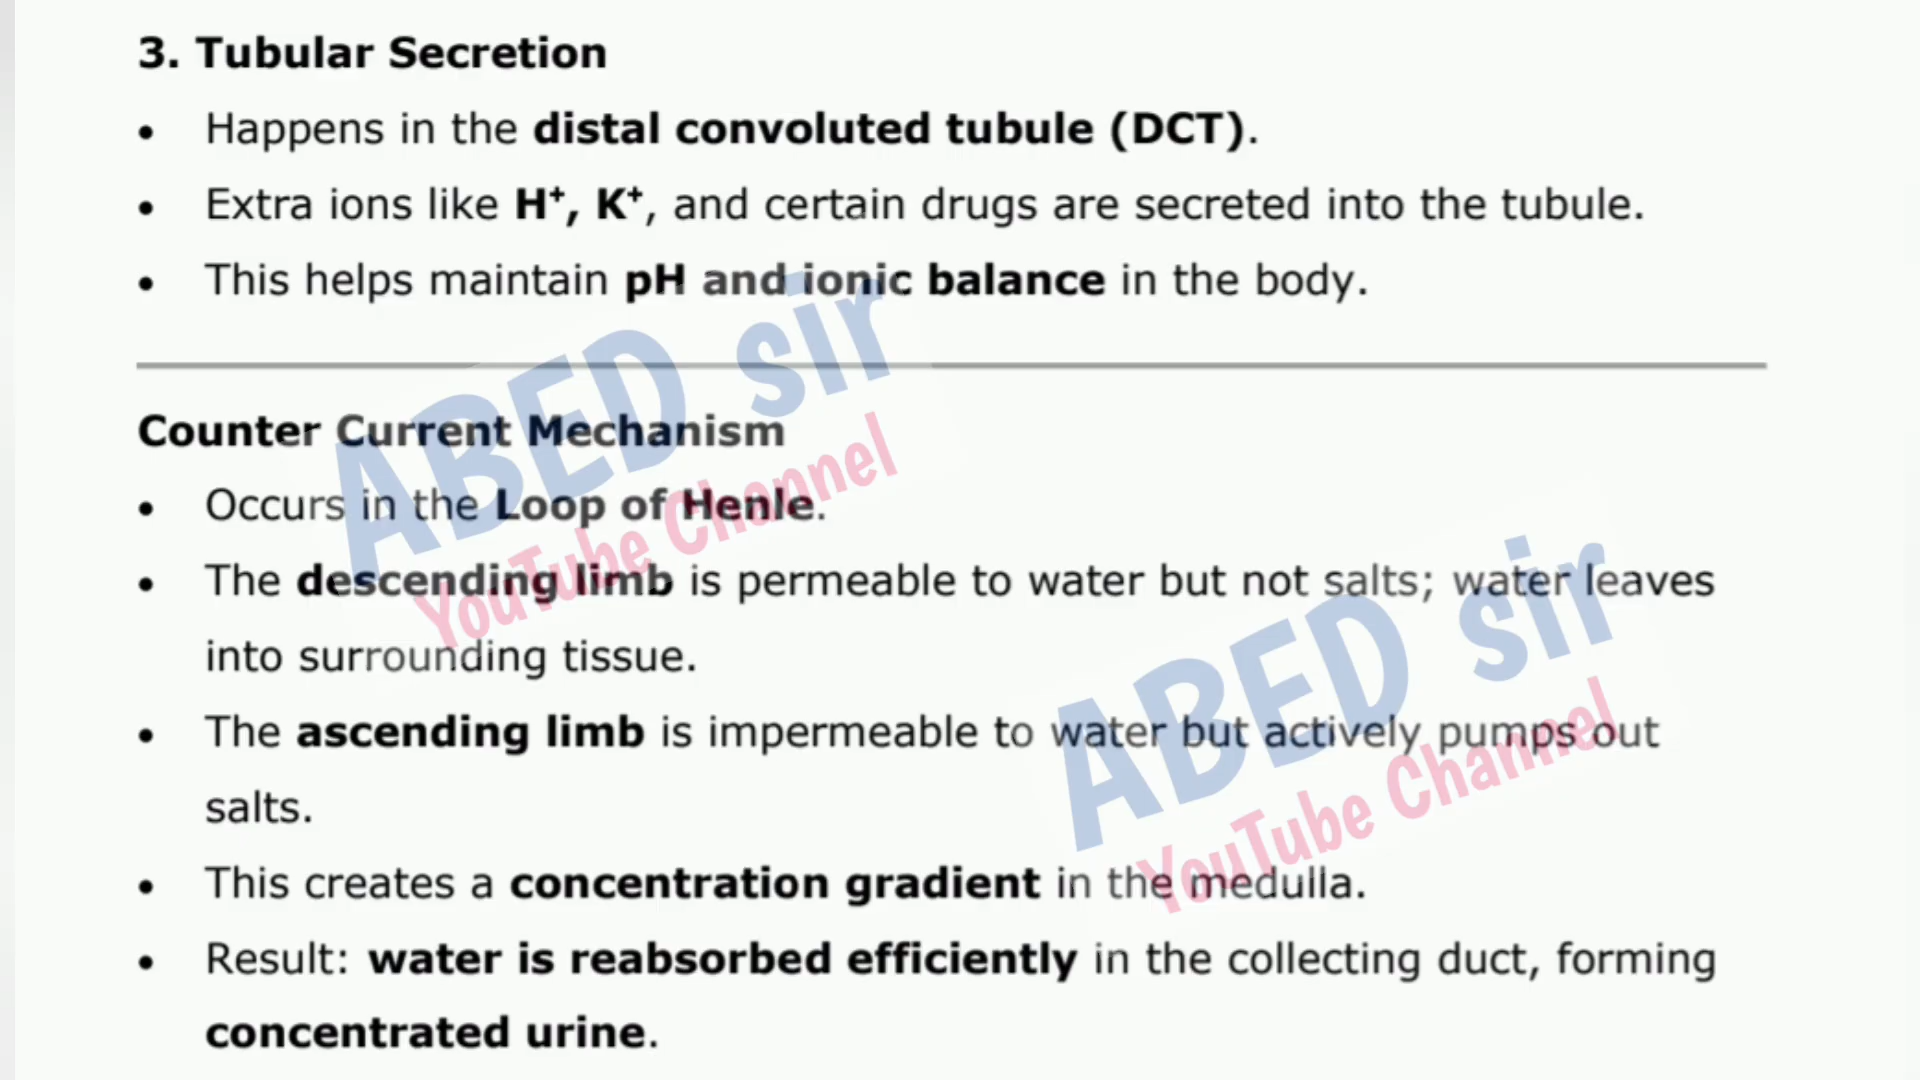 3. Tubular Secretion
• Happens in the distal convoluted tubule (DCT).
• Extra ions like H⁺, K⁺, and certain drugs are secreted into the tubule.
• This helps maintain pH and ionic balance in the body.
Counter Current Mechanism
• Occurs in the Loop of Henle.
• The descending limb is permeable to water but not salts; water leaves
into surrounding tissue.
• The ascending limb is impermeable to water but actively pumps out
salts.
• This creates a concentration gradient in the medulla.
• Result: water is reabsorbed efficiently in the collecting duct, forming
concentrated urine.
ABED sir
YouTube Channel
ABED sir
YouTube Channel